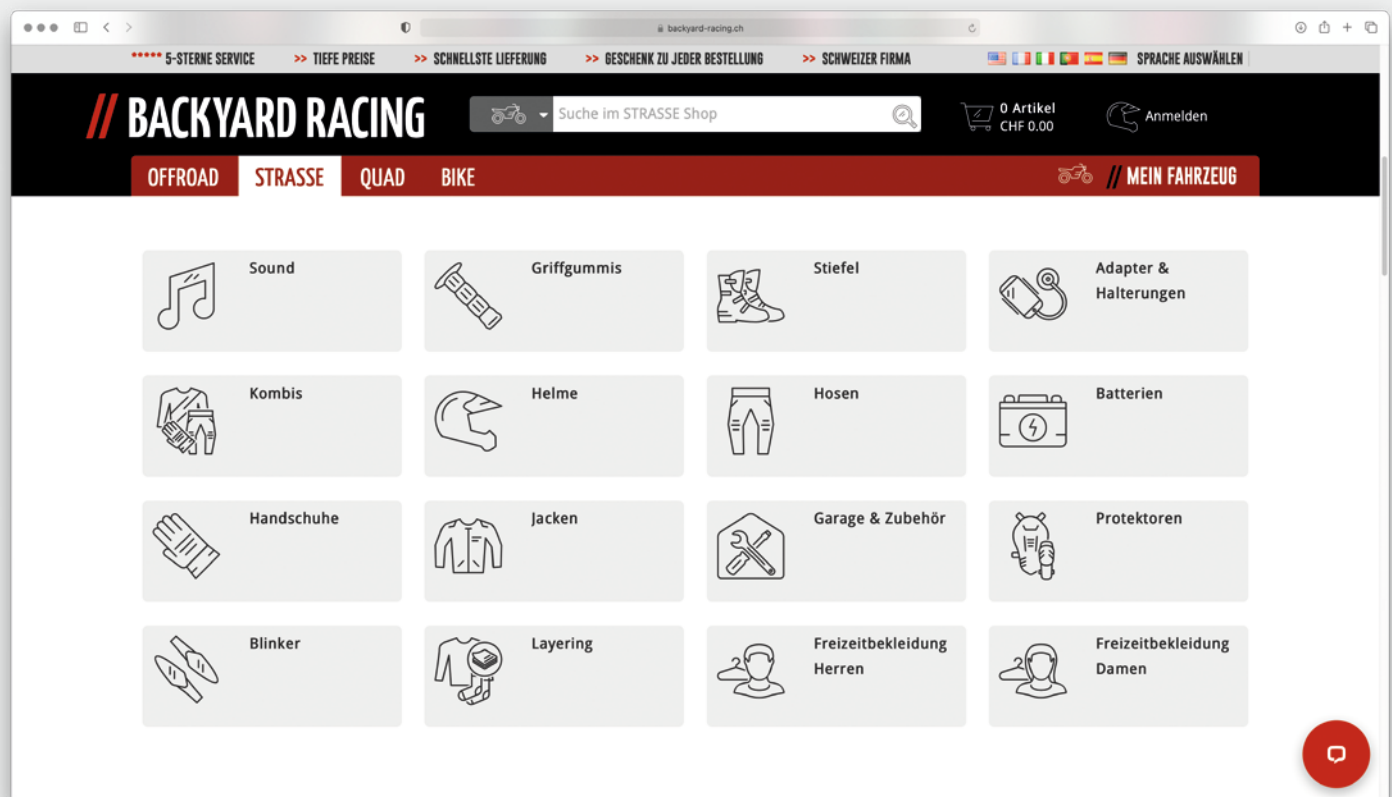 backyard-racing.ch
***** 5-STERNE SERVICE >> TIEFE PREISE >> SCHNELLSTE LIEFERUNG >> GESCHENK ZU JEDER BESTELLUNG >> SCHWEIZER FIRMA SPRACHE AUSWÄHLEN
// BACKYARD RACING
Suche im STRASSE Shop
0 Artikel
CHF 0.00
Anmelden
OFFROAD STRASSE QUAD BIKE // MEIN FAHRZEUG
Sound
Griffgummis
Stiefel
Adapter &
Halterungen
Kombis
Helme
Hosen
Batterien
Handschuhe
Jacken
Garage & Zubehör
Protektoren
Blinker
Layering
Freizeitbekleidung
Herren
Freizeitbekleidung
Damen